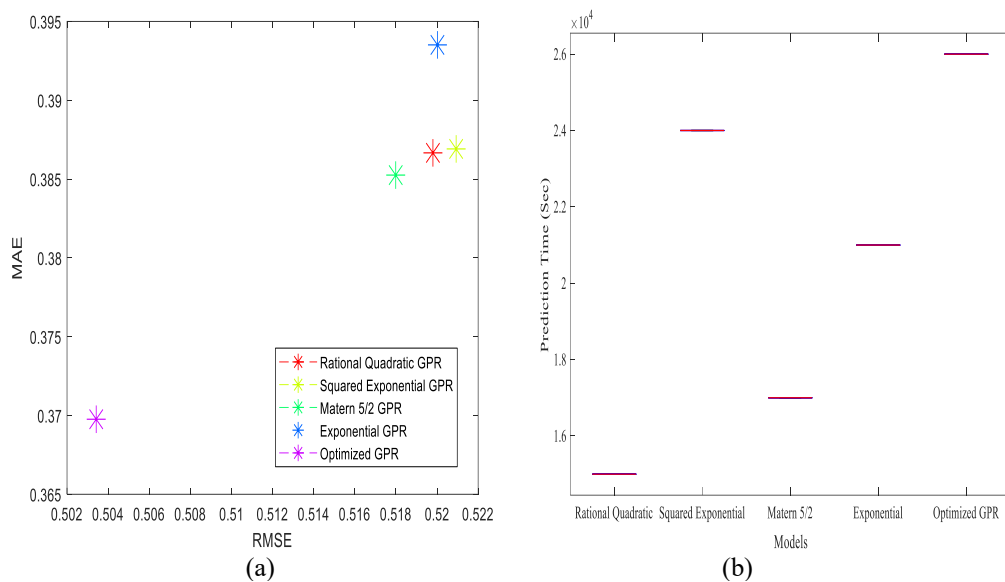 0.395
0.39
0.385
0.38
0.375
0.37
0.365
MAE
0.502 0.504 0.506 0.508 0.51 0.512 0.514 0.516 0.518 0.52 0.522
RMSE
Rational Quadratic GPR
Squared Exponential GPR
Matern 5/2 GPR
Exponential GPR
Optimized GPR
(a)
×10⁴
2.6
2.4
2.2
2
1.8
1.6
Prediction Time (Sec)
Rational Quadratic Squared Exponential Matern 5/2 Exponential Optimized GPR
Models
(b)